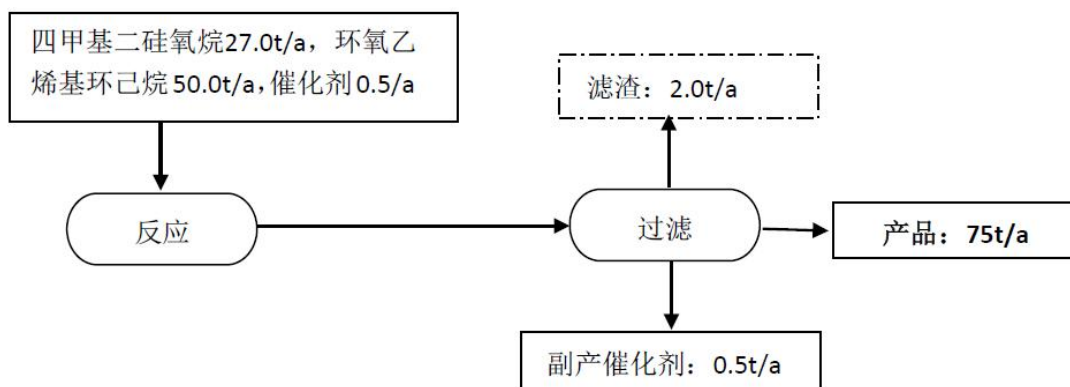 四甲基二硅氧烷27.0t/a，环氧乙
烯基环己烷50.0t/a,催化剂0.5/a
滤渣：2.0t/a
反应
过滤
产品：75t/a
副产催化剂：0.5t/a